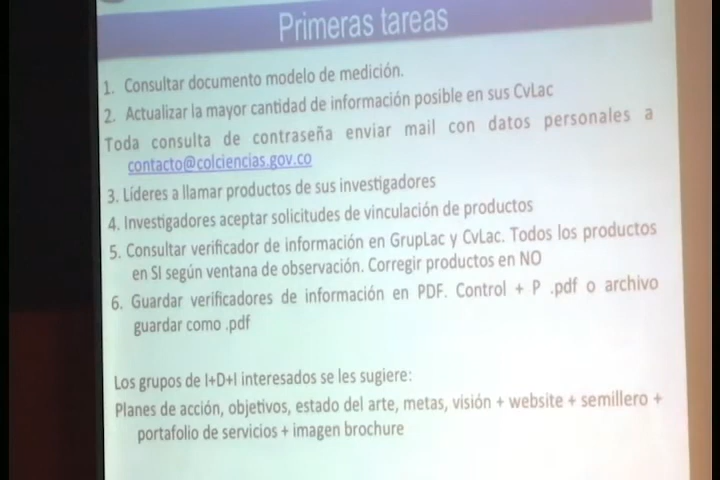 Primeras tareas
1. Consultar documento modelo de medición.
2. Actualizar la mayor cantidad de información posible en sus CvLac
Toda consulta de contraseña enviar mail con datos personales a
contacto@colciencias.gov.co
3. Líderes a llamar productos de sus investigadores
4. Investigadores aceptar solicitudes de vinculación de productos
5. Consultar verificador de información en GrupLac y CvLac. Todos los productos
en SI según ventana de observación. Corregir productos en NO
6. Guardar verificadores de información en PDF. Control + P .pdf o archivo
guardar como .pdf
Los grupos de I+D+I interesados se les sugiere:
Planes de acción, objetivos, estado del arte, metas, visión + website + semillero +
portafolio de servicios + imagen brochure